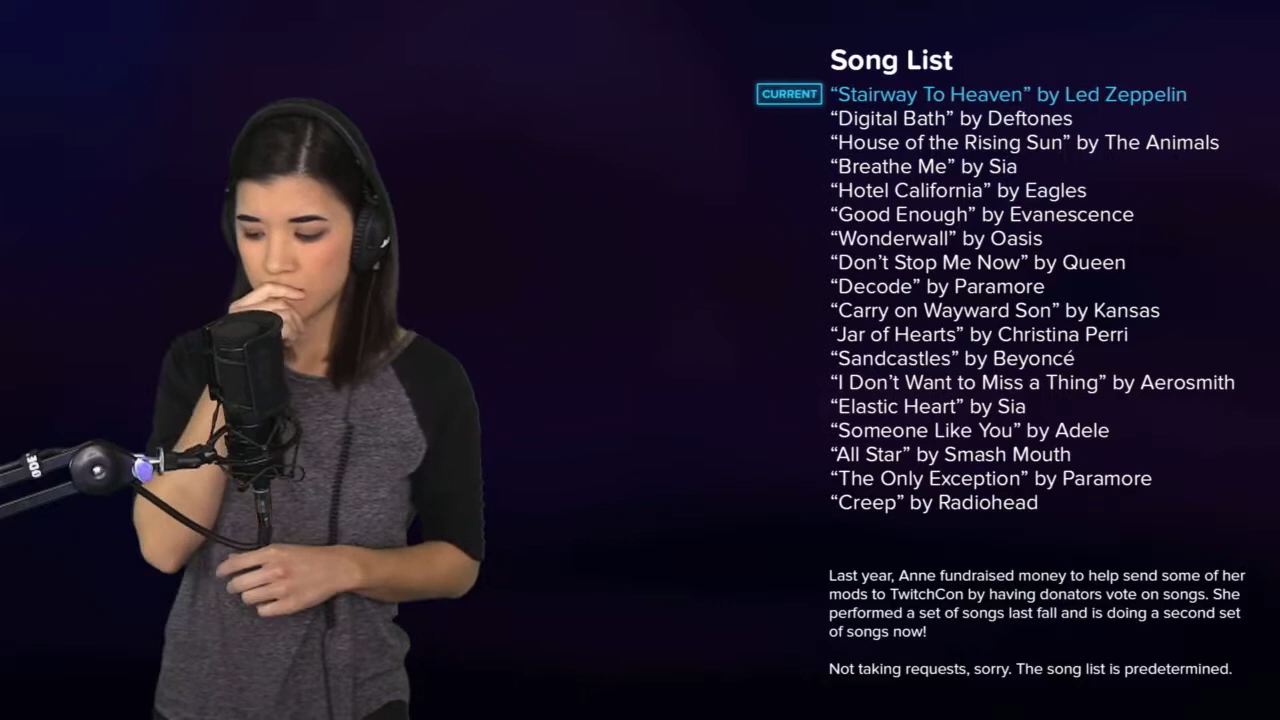 Song List
CURRENT “Stairway To Heaven” by Led Zeppelin
“Digital Bath” by Deftones
“House of the Rising Sun” by The Animals
“Breathe Me” by Sia
“Hotel California” by Eagles
“Good Enough” by Evanescence
“Wonderwall” by Oasis
“Don’t Stop Me Now” by Queen
“Decode” by Paramore
“Carry on Wayward Son” by Kansas
“Jar of Hearts” by Christina Perri
“Sandcastles” by Beyoncé
“I Don’t Want to Miss a Thing” by Aerosmith
“Elastic Heart” by Sia
“Someone Like You” by Adele
“All Star” by Smash Mouth
“The Only Exception” by Paramore
“Creep” by Radiohead
Last year, Anne fundraised money to help send some of her
mods to TwitchCon by having donators vote on songs. She
performed a set of songs last fall and is doing a second set
of songs now!
Not taking requests, sorry. The song list is predetermined.